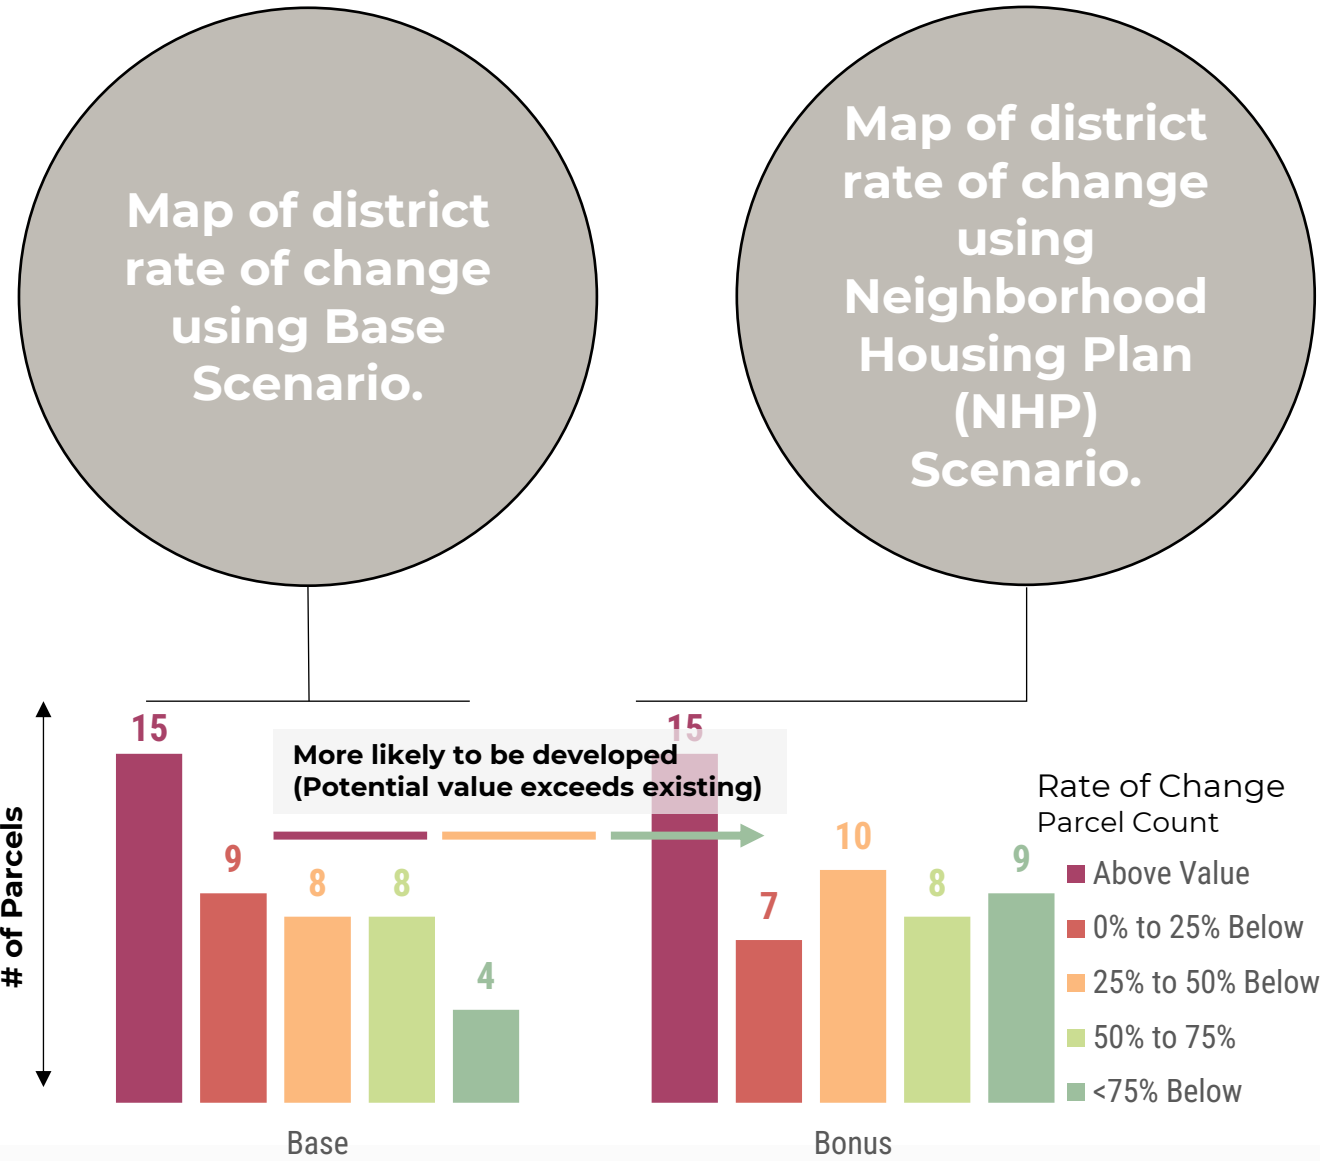 Map of district
rate of change
using Base
Scenario.
Map of district
rate of change
using
Neighborhood
Housing Plan
(NHP)
Scenario.
# of Parcels
15
9
8
8
4
More likely to be developed
(Potential value exceeds existing)
15
7
10
8
9
Rate of Change
Parcel Count
Above Value
0% to 25% Below
25% to 50% Below
50% to 75%
<75% Below
Base
Bonus